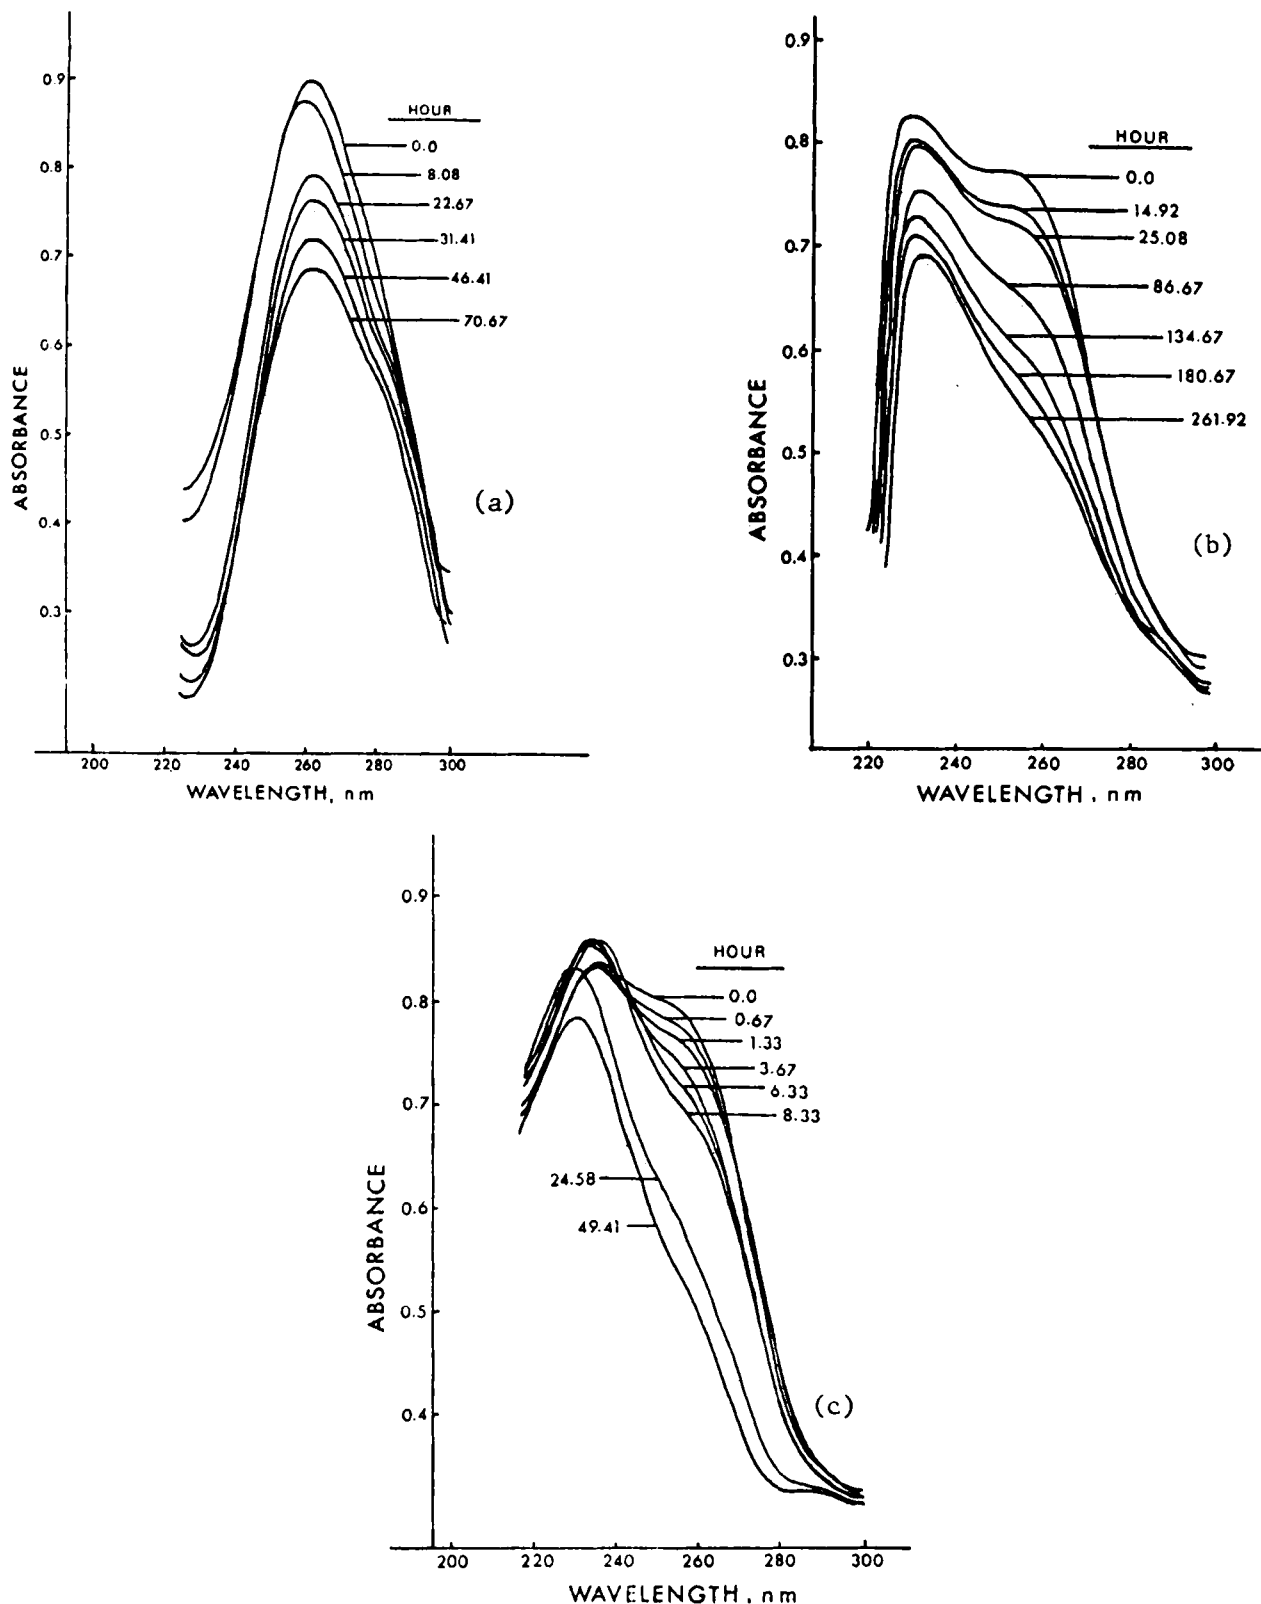 0.9
0.8
0.7
0.6
0.5
0.4
0.3
ABSORBANCE
HOUR
0.0
8.08
22.67
31.41
46.41
70.67
(a)
200 220 240 260 280 300
WAVELENGTH, nm
0.9
0.8
0.7
0.6
0.5
0.4
0.3
ABSORBANCE
HOUR
0.0
14.92
25.08
86.67
134.67
180.67
261.92
(b)
220 240 260 280 300
WAVELENGTH, nm
0.9
0.8
0.7
0.6
0.5
0.4
ABSORBANCE
HOUR
0.0
0.67
1.33
3.67
6.33
8.33
24.58
49.41
(c)
200 220 240 260 280 300
WAVELENGTH, nm